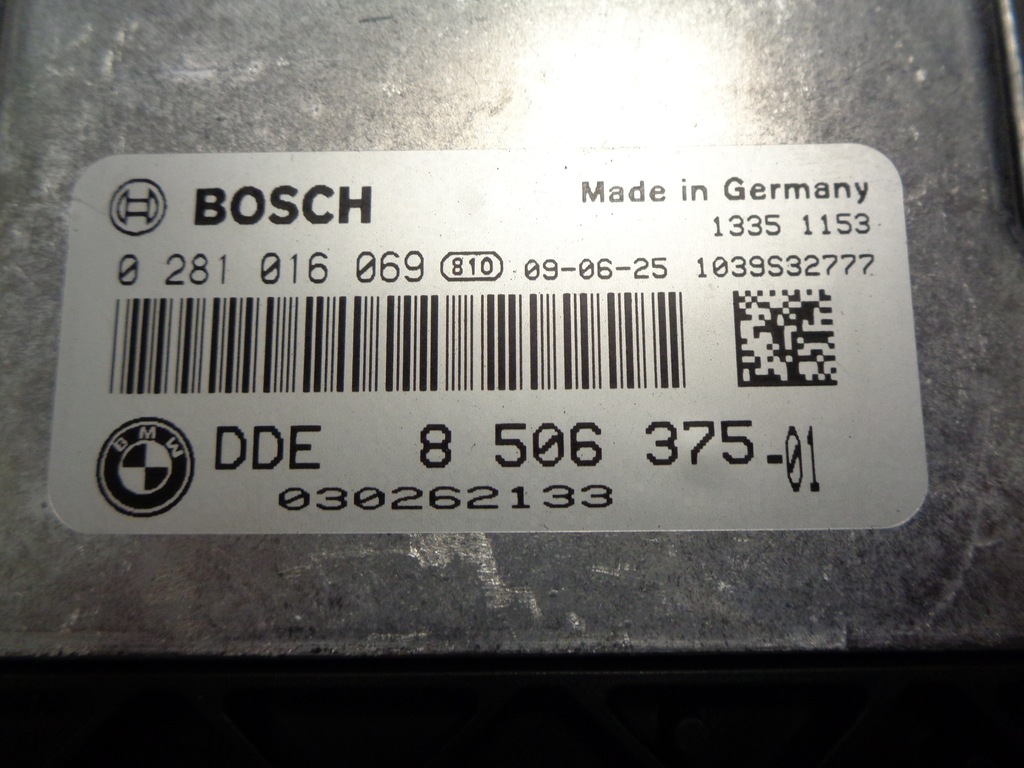 BOSCH
Made in Germany
1335 1153
0 281 016 069 810 09-06-25 1039S32777
BMW
DDE 8 506 375-01
030262133